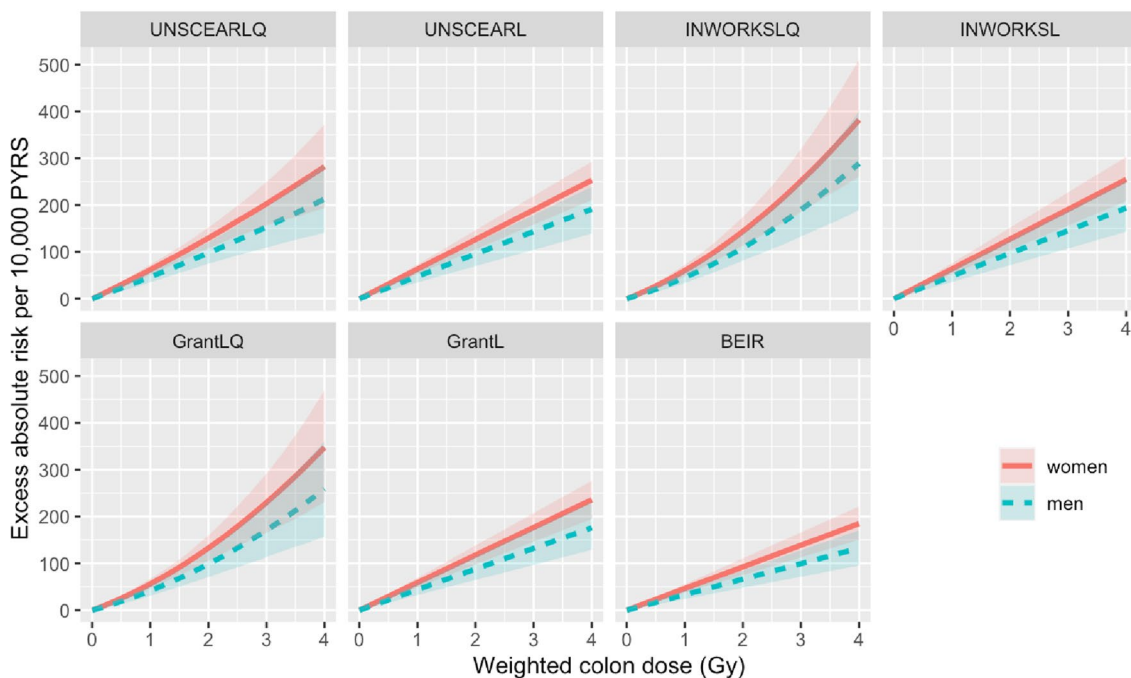 UNSCEARLQ UNSCEARL INWORKSLQ INWORKSL
500
400
300
200
100
0
0 1 2 3 4
GrantLQ GrantL BEIR
500
400
300
200
100
0
0 1 2 3 4 0 1 2 3 4 0 1 2 3 4
Excess absolute risk per 10,000 PYRS
Weighted colon dose (Gy)
women
men